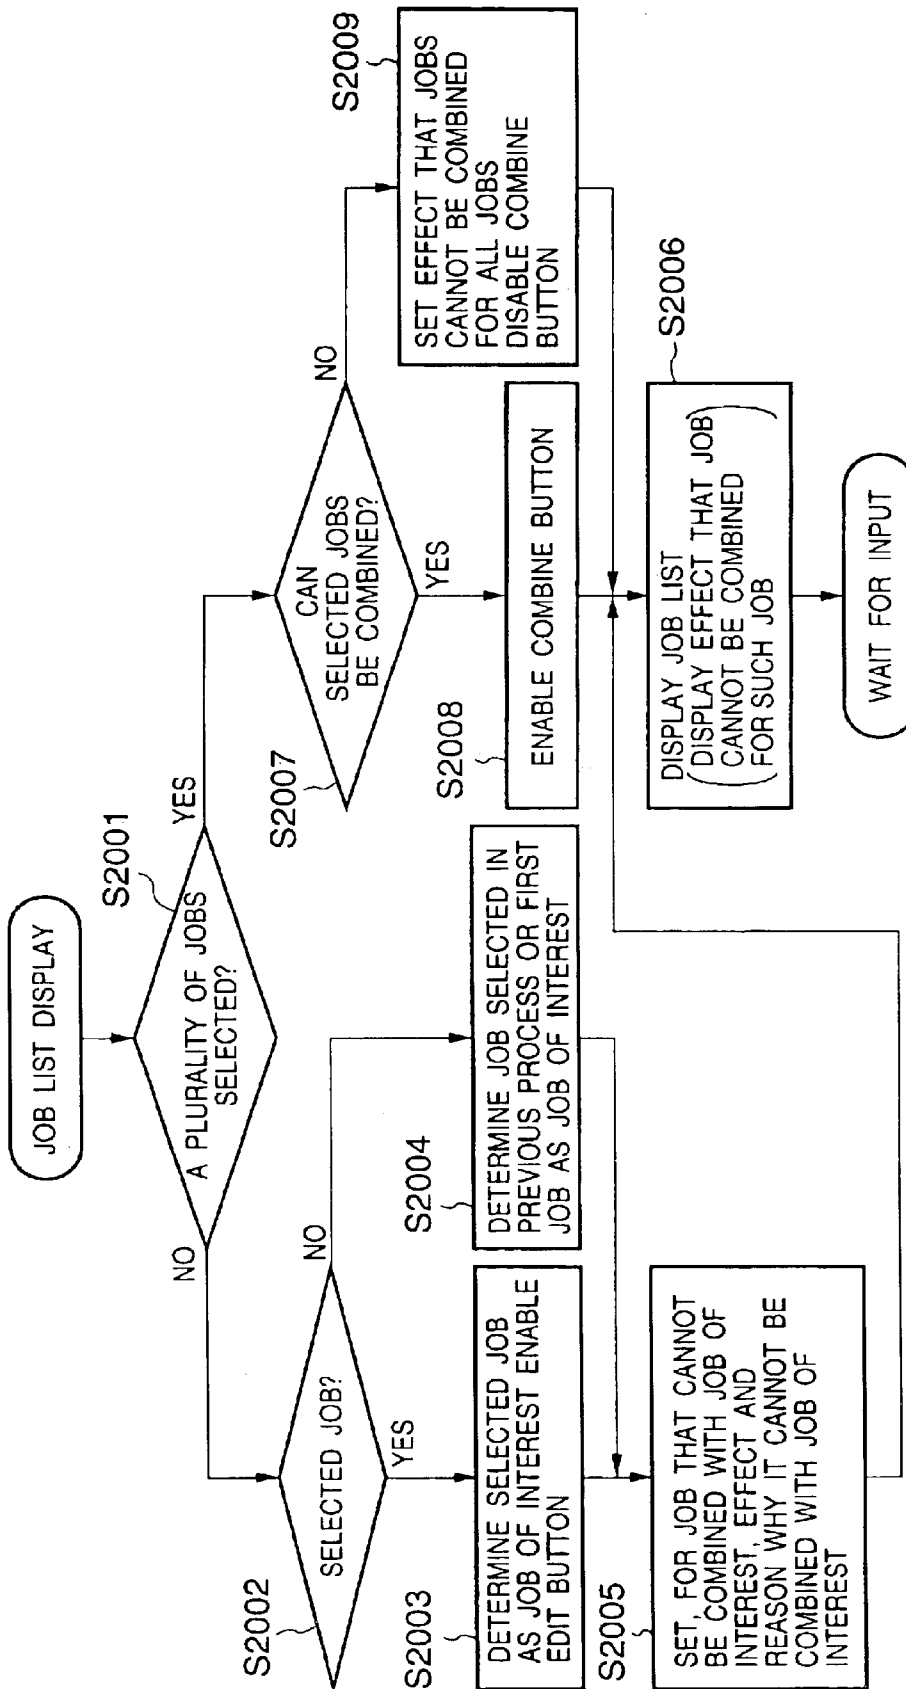 JOB LIST DISPLAY
S2001
A PLURALITY OF JOBS
SELECTED?
NO
YES
S2002
SELECTED JOB?
NO
YES
S2003
DETERMINE SELECTED JOB
AS JOB OF INTEREST ENABLE
EDIT BUTTON
S2004
DETERMINE JOB SELECTED IN
PREVIOUS PROCESS OR FIRST
JOB AS JOB OF INTEREST
S2005
SET, FOR JOB THAT CANNOT
BE COMBINED WITH JOB OF
INTEREST, EFFECT AND
REASON WHY IT CANNOT BE
COMBINED WITH JOB OF
INTEREST
S2007
CAN
SELECTED JOBS
BE COMBINED?
NO
YES
S2008
ENABLE COMBINE BUTTON
S2009
SET EFFECT THAT JOBS
CANNOT BE COMBINED
FOR ALL JOBS
DISABLE COMBINE
BUTTON
S2006
DISPLAY JOB LIST
(DISPLAY EFFECT THAT JOB
CANNOT BE COMBINED
FOR SUCH JOB)
WAIT FOR INPUT